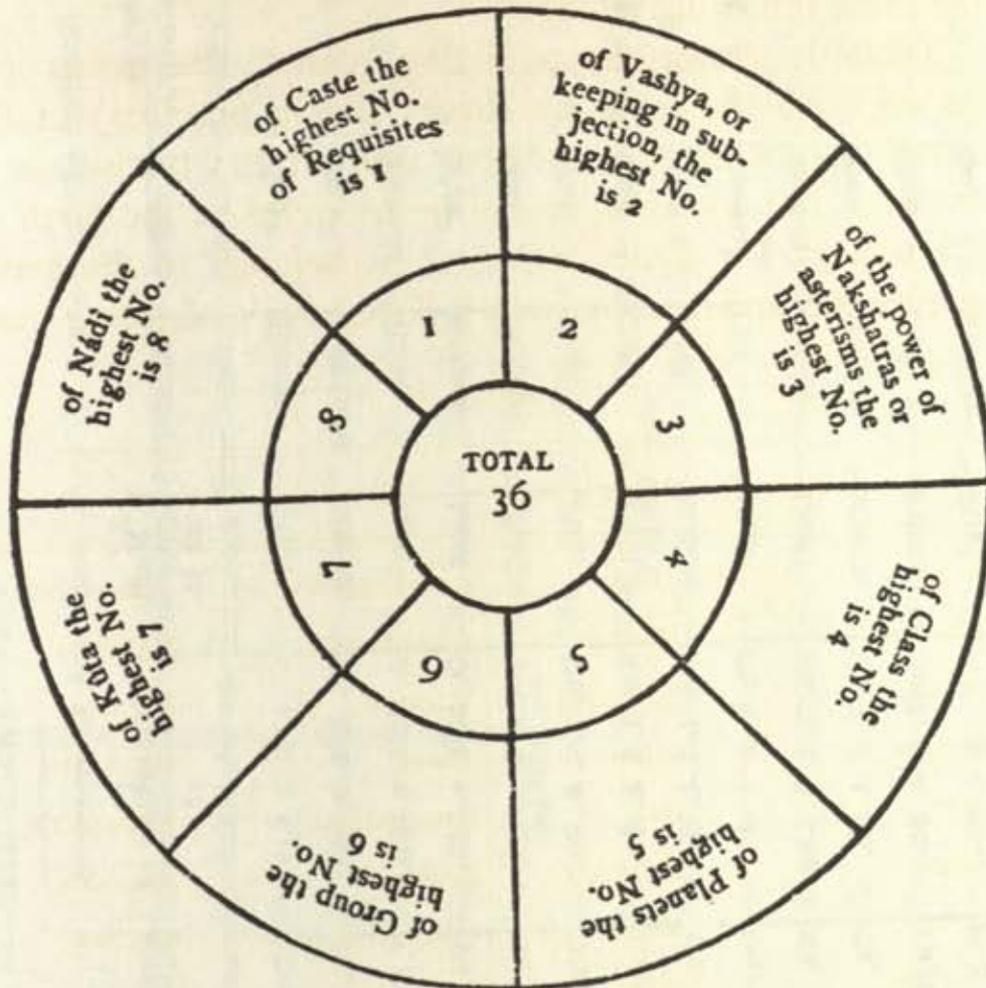 of Caste the
highest No.
of Requisites
is 1
of Vashya, or
keeping in sub-
jection, the
highest No.
is 2
of the power of
Nakshatras or
asterisms the
highest No.
is 3
of Class the
highest No.
is 4
of Planets the
highest No.
is 5
of Group the
highest No.
is 6
of Kûta the
highest No.
is 7
of Nádi the
highest No.
is 8
1
2
3
4
5
6
7
8
TOTAL
36